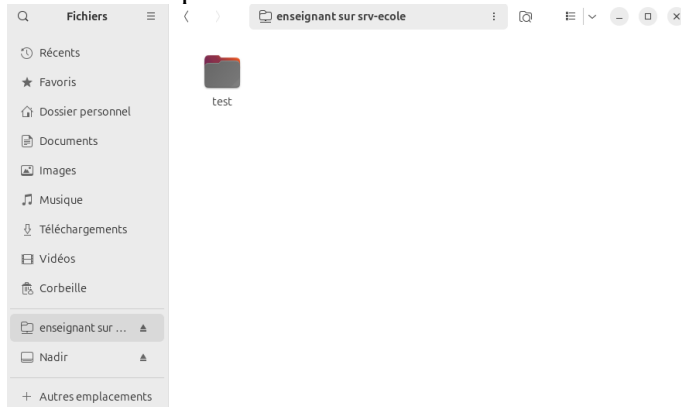 Fichiers
enseignant sur srv-ecole
Récents
Favoris
Dossier personnel
Documents
Images
Musique
Téléchargements
Vidéos
Corbeille
enseignant sur ...
Nadir
Autres emplacements
test